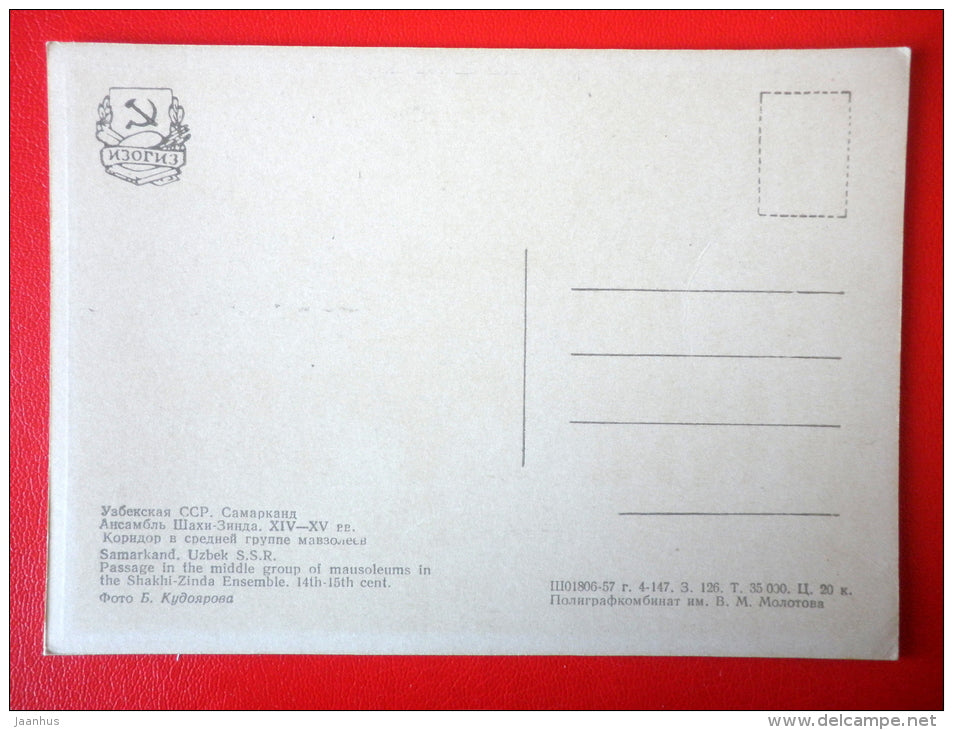 ИЗОГИЗ
Узбекская ССР. Самарканд
Ансамбль Шахи-Зинда. XIV—XV вв.
Коридор в средней группе мавзолеев
Samarkand. Uzbek S.S.R.
Passage in the middle group of mausoleums in
the Shakhi-Zinda Ensemble. 14th-15th cent.
Фото Б. Кудоярова
Ш01806-57 г. 4-147. З. 126. Т. 35 000. Ц. 20 к.
Полиграфкомбинат им. В. М. Молотова
jaanhus
www.delcampe.net